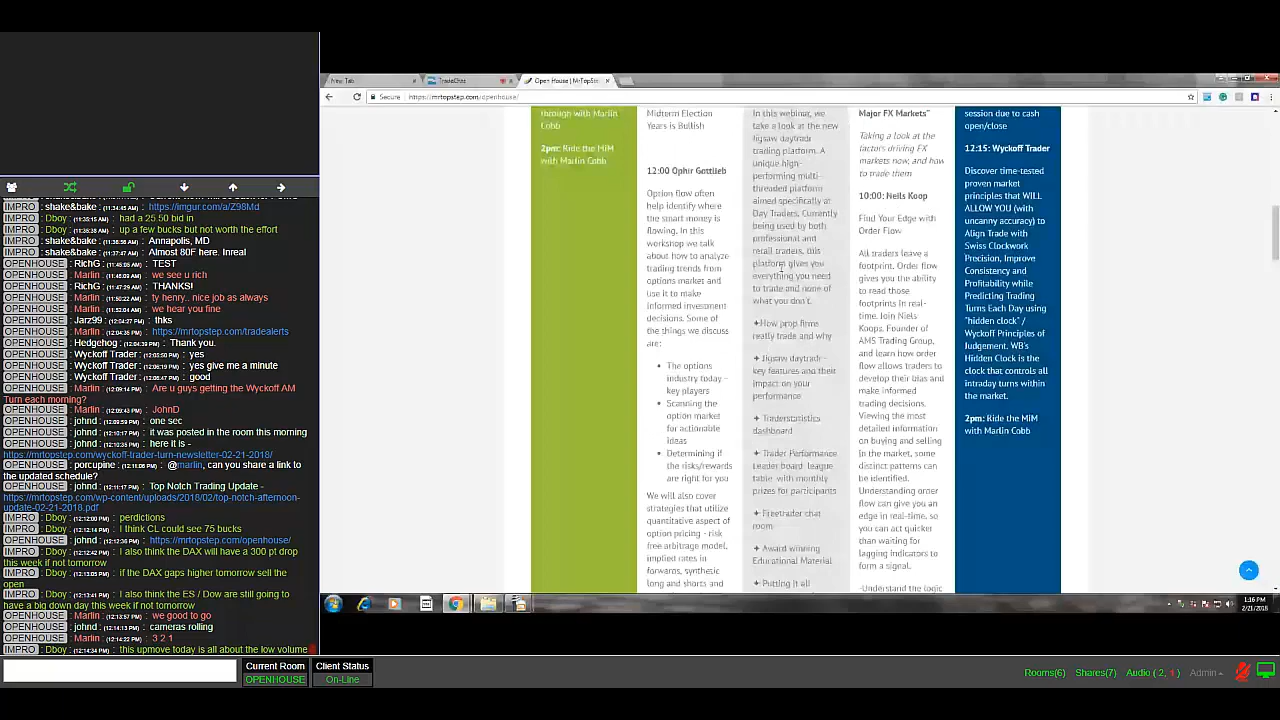 New Tab
TradeChat
Open House | MrTopSte
Secure
https://mrtopstep.com/openhouse/
IMPRO : shake&bake : https://imgur.com/a/Z98Md
IMPRO : Dboy : (11:35:15 AM) had a 25.50 bid in
IMPRO : Dboy : up a few bucks but not worth the effort
IMPRO : shake&bake : Annapolis, MD
IMPRO : shake&bake : Almost 80F here. Inreal
OPENHOUSE : RichG : TEST
OPENHOUSE : Marlin : we see u rich
OPENHOUSE : RichG : THANKS!!
OPENHOUSE : Marlin : ty henry.. nice job as always
OPENHOUSE : Marlin : we hear you fine
OPENHOUSE : Jarz99 : thks
OPENHOUSE : Marlin : https://mrtopstep.com/tradealerts
OPENHOUSE : Hedgehog : Thank you.
OPENHOUSE : Wyckoff Trader : yes
OPENHOUSE : Wyckoff Trader : yes give me a minute
OPENHOUSE : Wyckoff Trader : good
OPENHOUSE : Marlin : Are u guys getting the Wyckoff AM
Turn each morning?
OPENHOUSE : Marlin : JohnD
OPENHOUSE : johnd : one sec
OPENHOUSE : johnd : it was posted in the room this morning
OPENHOUSE : johnd : here it is -
https://mrtopstep.com/wyckoff-trader-turn-newsletter-02-21-2018/
OPENHOUSE : porcupine : @marlin, can you share a link to
the updated schedule?
OPENHOUSE : johnd : Top Notch Trading Update -
https://mrtopstep.com/wp-content/uploads/2018/02/top-notch-afternoon-
update-02-21-2018.pdf
IMPRO : Dboy : perdictions
IMPRO : Dboy : I think CL could see 75 bucks
OPENHOUSE : johnd : https://mrtopstep.com/openhouse/
IMPRO : Dboy : I also think the DAX will have a 300 pt drop
this week if not tomorrow
IMPRO : Dboy : if the DAX gaps higher tomorrow sell the
open
IMPRO : Dboy : I also think the ES / Dow are still going to
have a big down day this week if not tomorrow
OPENHOUSE : Marlin : we good to go
OPENHOUSE : johnd : cameras rolling
OPENHOUSE : Marlin : 3 2 1
IMPRO : Dboy : this upmove today is all about the low volume
Current Room
OPENHOUSE
Client Status
On-Line
through with Marlin
Cobb
2pm: Ride the MiM
with Marlin Cobb
Midterm Election
Years is Bullish
12:00 Ophir Gottlieb
Option flow often
help identify where
the smart money is
flowing. In this
workshop we talk
about how to analyze
trading trends from
options market and
use it to make
informed investment
decisions. Some of
the things we discuss
are:
The options
industry today -
key players
Scanning the
option market
for actionable
ideas
Determining if
the risks/rewards
are right for you
We will also cover
strategies that utilize
quantitative aspect of
option pricing - risk
free arbitrage model,
implied rates in
forwards, synthetic
long and shorts and
In this webinar, we
take a look at the new
Jigsaw daytradr
trading platform. A
unique high-
performing multi-
threaded platform
aimed specifically at
Day Traders. Currently
being used by both
professional and
retail traders, this
platform gives you
everything you need
to trade and none of
what you don't.
+How prop firms
really trade and why
+ Jigsaw daytradr -
key features and their
impact on your
performance
+ Traderstatistics
dashboard
+ Trader Performance
Leader board league
table with monthly
prizes for participants
+ Freetrader chat
room
+ Award winning
Educational Material
+ Putting it all
Major FX Markets"
Taking a look at the
factors driving FX
markets now, and how
to trade them
10:00: Neils Koop
Find Your Edge with
Order Flow
All traders leave a
footprint. Order flow
gives you the ability
to read those
footprints in real-
time. Join Niels
Koops, Founder of
AMS Trading Group,
and learn how order
flow allows traders to
develop their bias and
make informed
trading decisions.
Viewing the most
detailed information
on buying and selling
in the market, some
distinct patterns can
be identified.
Understanding order
flow can give you an
edge in real-time, so
you can act quicker
than waiting for
lagging indicators to
form a signal.
-Understand the logic
session due to cash
open/close
12:15: Wyckoff Trader
Discover time-tested
proven market
principles that WILL
ALLOW YOU (with
uncanny accuracy) to
Align Trade with
Swiss Clockwork
Precision, Improve
Consistency and
Profitability while
Predicting Trading
Turns Each Day using
"hidden clock" /
Wyckoff Principles of
Judgement. WB's
Hidden Clock is the
clock that controls all
intraday turns within
the market.
2pm: Ride the MiM
with Marlin Cobb
1:16 PM
2/21/2018
Rooms(6)
Shares(7)
Audio ( 2, 1 )
Admin